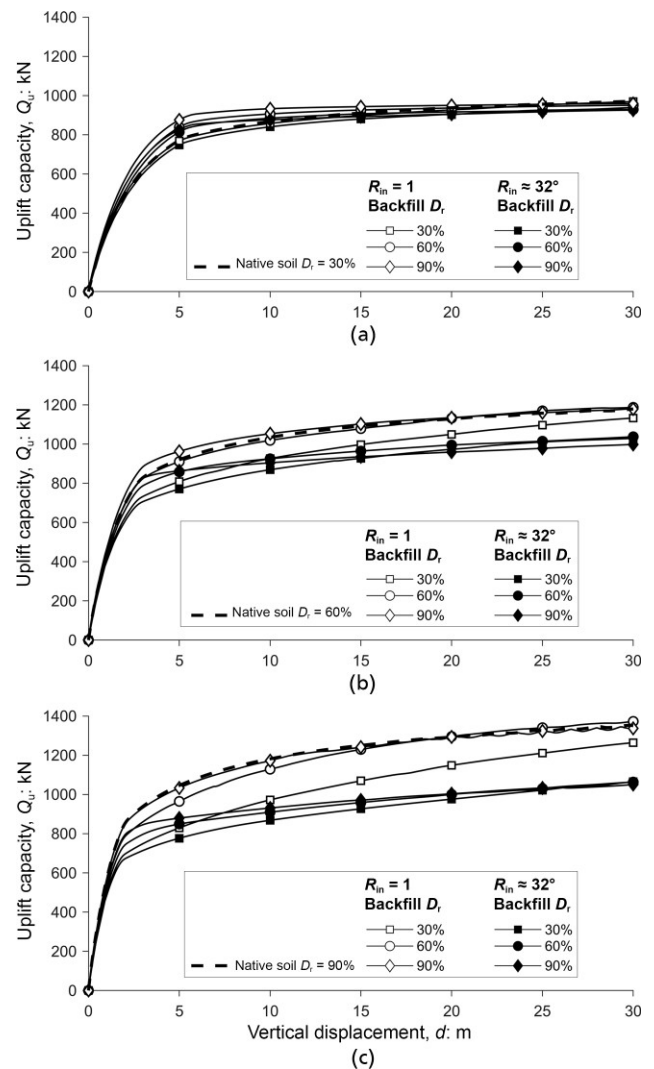 1400
1200
1000
800
600
400
200
0
Uplift capacity, Qu: kN
Rin = 1 Rin ≈ 32°
Backfill Dr Backfill Dr
30% 30%
60% 60%
Native soil Dr = 30% 90% 90%
0 5 10 15 20 25 30
(a)
1400
1200
1000
800
600
400
200
0
Uplift capacity, Qu: kN
Rin = 1 Rin ≈ 32°
Backfill Dr Backfill Dr
30% 30%
60% 60%
Native soil Dr = 60% 90% 90%
0 5 10 15 20 25 30
(b)
1400
1200
1000
800
600
400
200
0
Uplift capacity, Qu: kN
Rin = 1 Rin ≈ 32°
Backfill Dr Backfill Dr
30% 30%
60% 60%
Native soil Dr = 90% 90% 90%
0 5 10 15 20 25 30
Vertical displacement, d: m
(c)